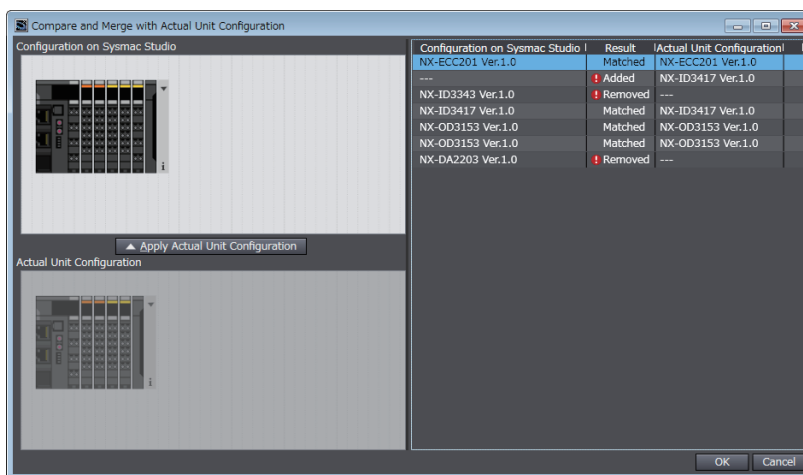 Compare and Merge with Actual Unit Configuration
Configuration on Sysmac Studio
Apply Actual Unit Configuration
Actual Unit Configuration
Configuration on Sysmac Studio Result Actual Unit Configuration
NX-ECC201 Ver.1.0 Matched NX-ECC201 Ver.1.0
--- Added NX-ID3417 Ver.1.0
NX-ID3343 Ver.1.0 Removed ---
NX-ID3417 Ver.1.0 Matched NX-ID3417 Ver.1.0
NX-OD3153 Ver.1.0 Matched NX-OD3153 Ver.1.0
NX-OD3153 Ver.1.0 Matched NX-OD3153 Ver.1.0
NX-DA2203 Ver.1.0 Removed ---
OK Cancel